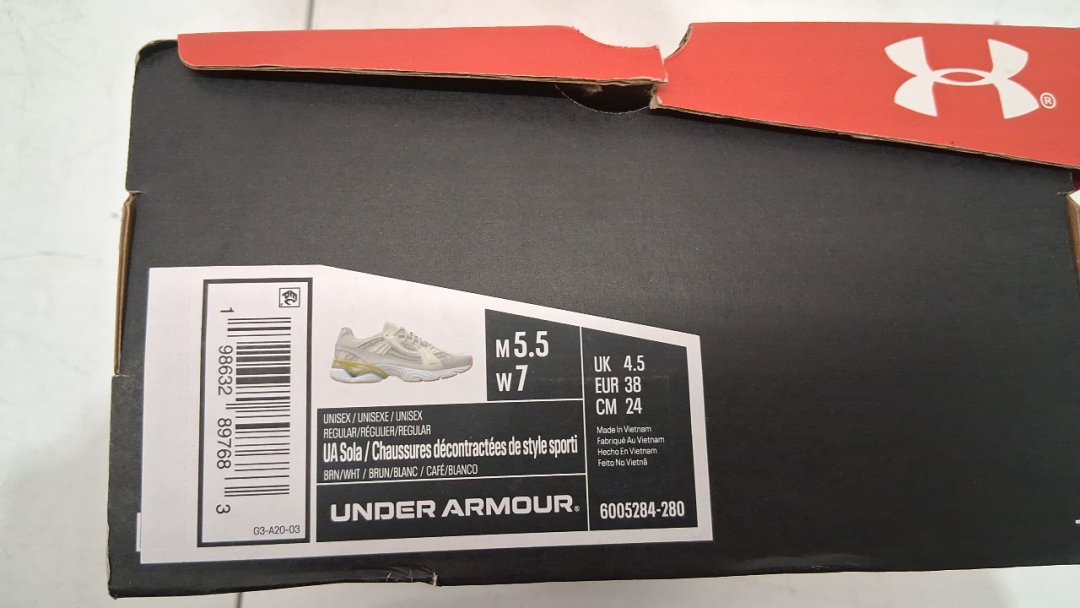 ®
1 98632 89768 3
G3-A20-03
M 5.5
W 7
UK 4.5
EUR 38
CM 24
Made In Vietnam
Fabriqué Au Vietnam
Hecho En Vietnam
Feito No Vietnã
UNISEX / UNISEXE / UNISEX
REGULAR/RÉGULIER/REGULAR
UA Sola / Chaussures décontractées de style sporti
BRN/WHT / BRUN/BLANC / CAFÉ/BLANCO
UNDER ARMOUR®
6005284-280